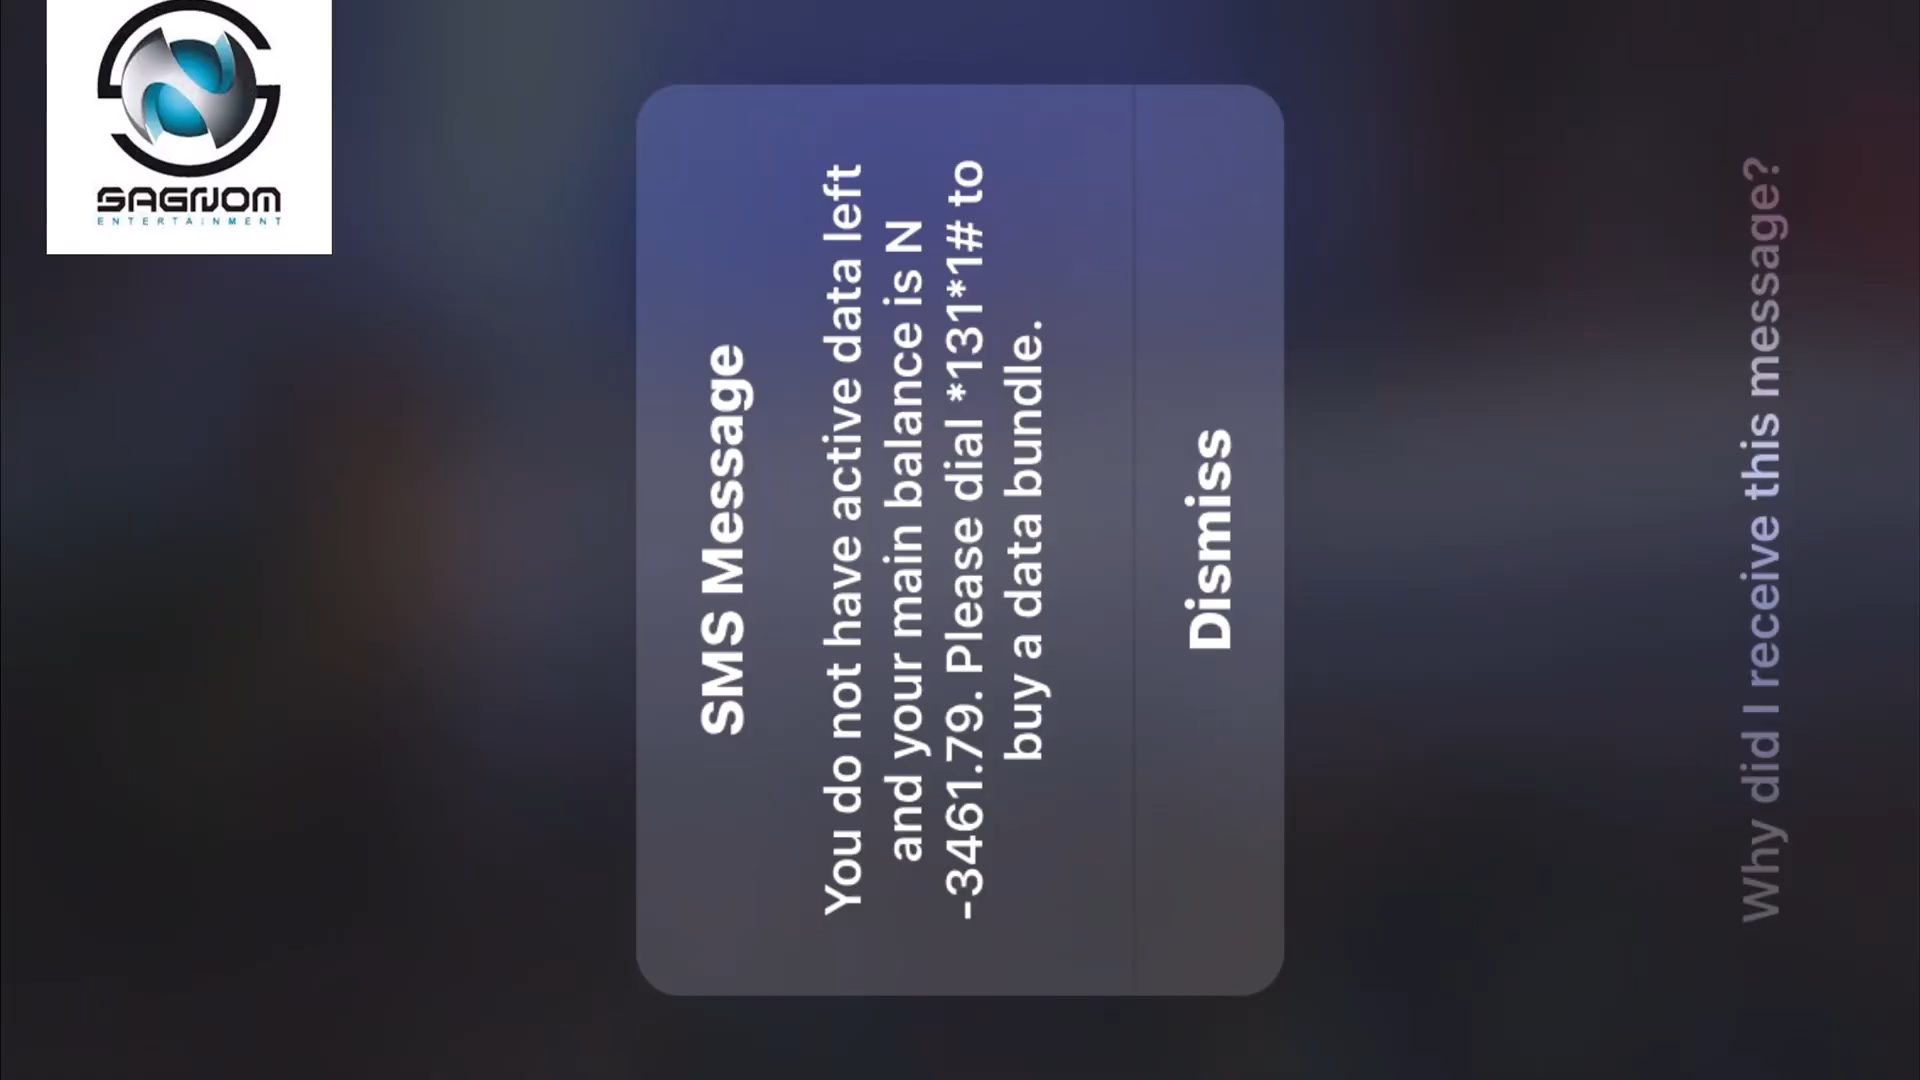 SAGNOM
ENTERTAINMENT
SMS Message
You do not have active data left
and your main balance is N
-3461.79. Please dial *131*1# to
buy a data bundle.
Dismiss
Why did I receive this message?